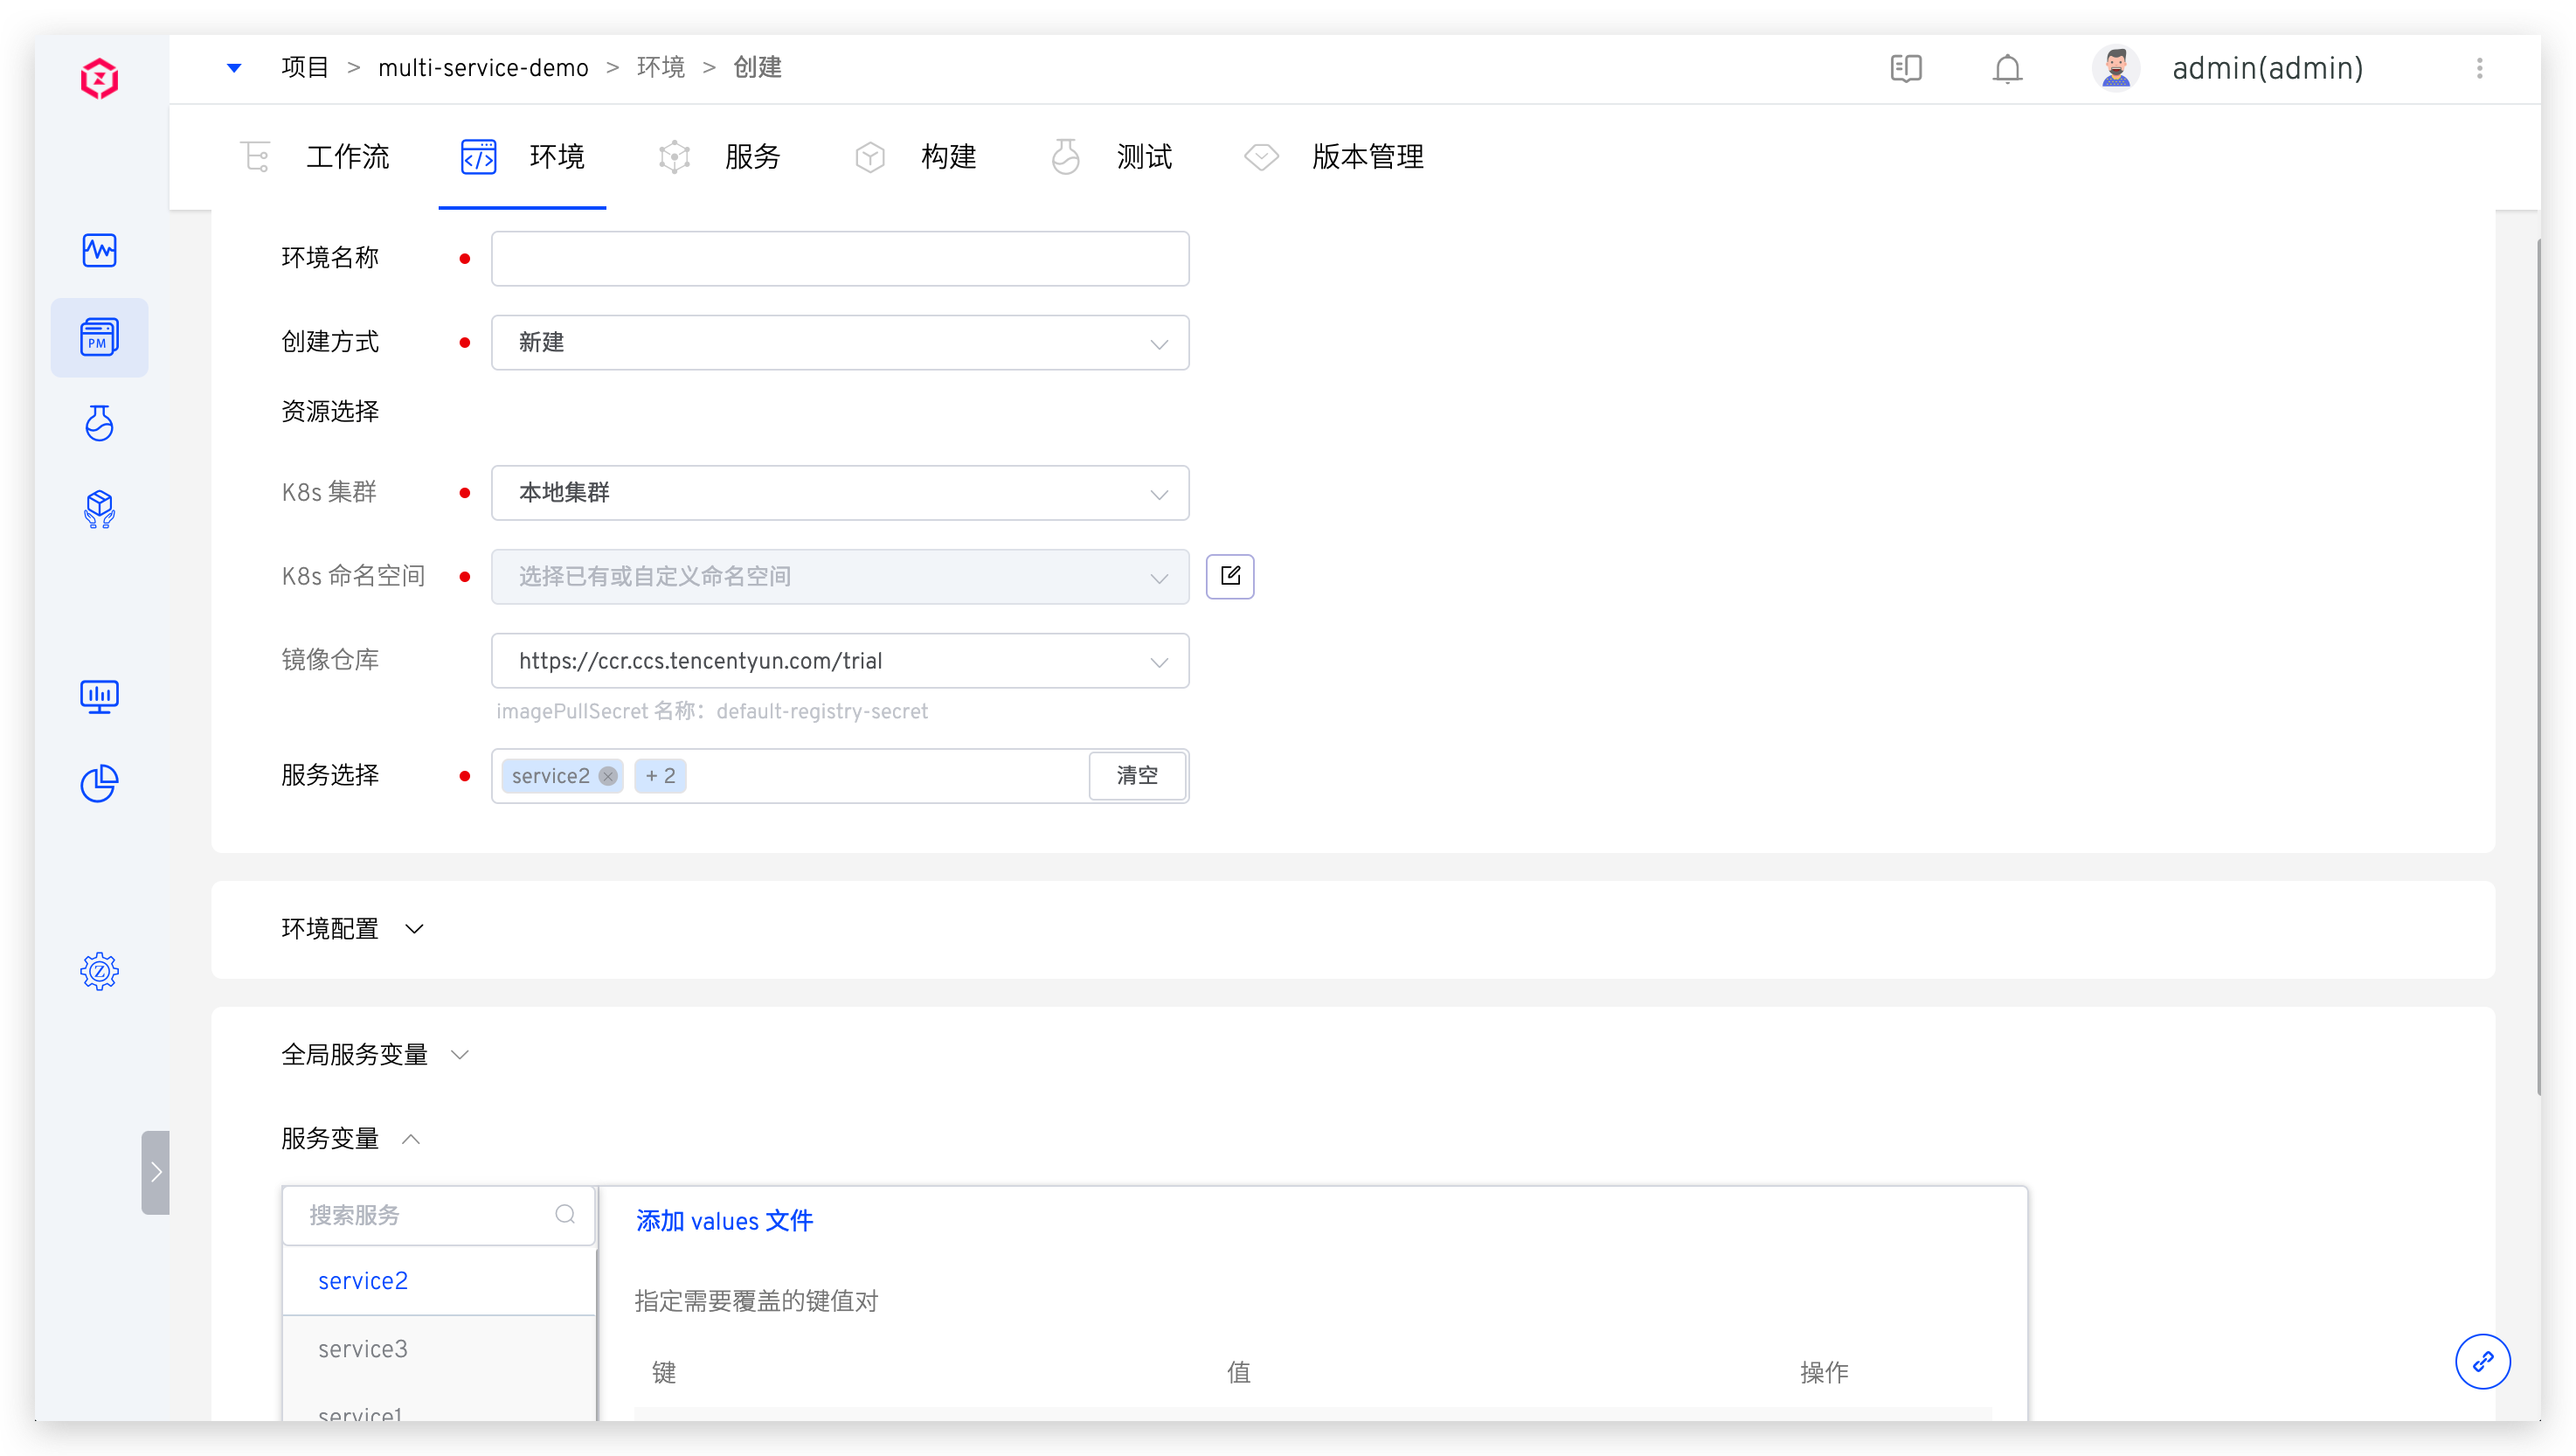 项目 > multi-service-demo > 环境 > 创建
admin(admin)
工作流 环境 服务 构建 测试 版本管理
环境名称
创建方式 新建
资源选择
K8s 集群 本地集群
K8s 命名空间 选择已有或自定义命名空间
镜像仓库 https://ccr.ccs.tencentyun.com/trial
imagePullSecret 名称：default-registry-secret
服务选择 service2 + 2 清空
PM
环境配置
全局服务变量
服务变量
搜索服务
添加 values 文件
service2
指定需要覆盖的键值对
service3
键 值 操作
service1